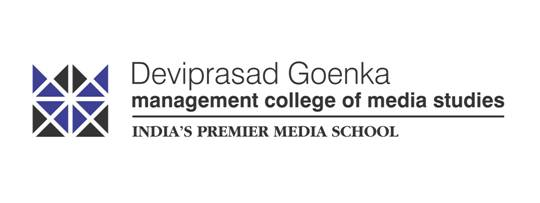 Deviprasad Goenka
management college of media studies
INDIA'S PREMIER MEDIA SCHOOL